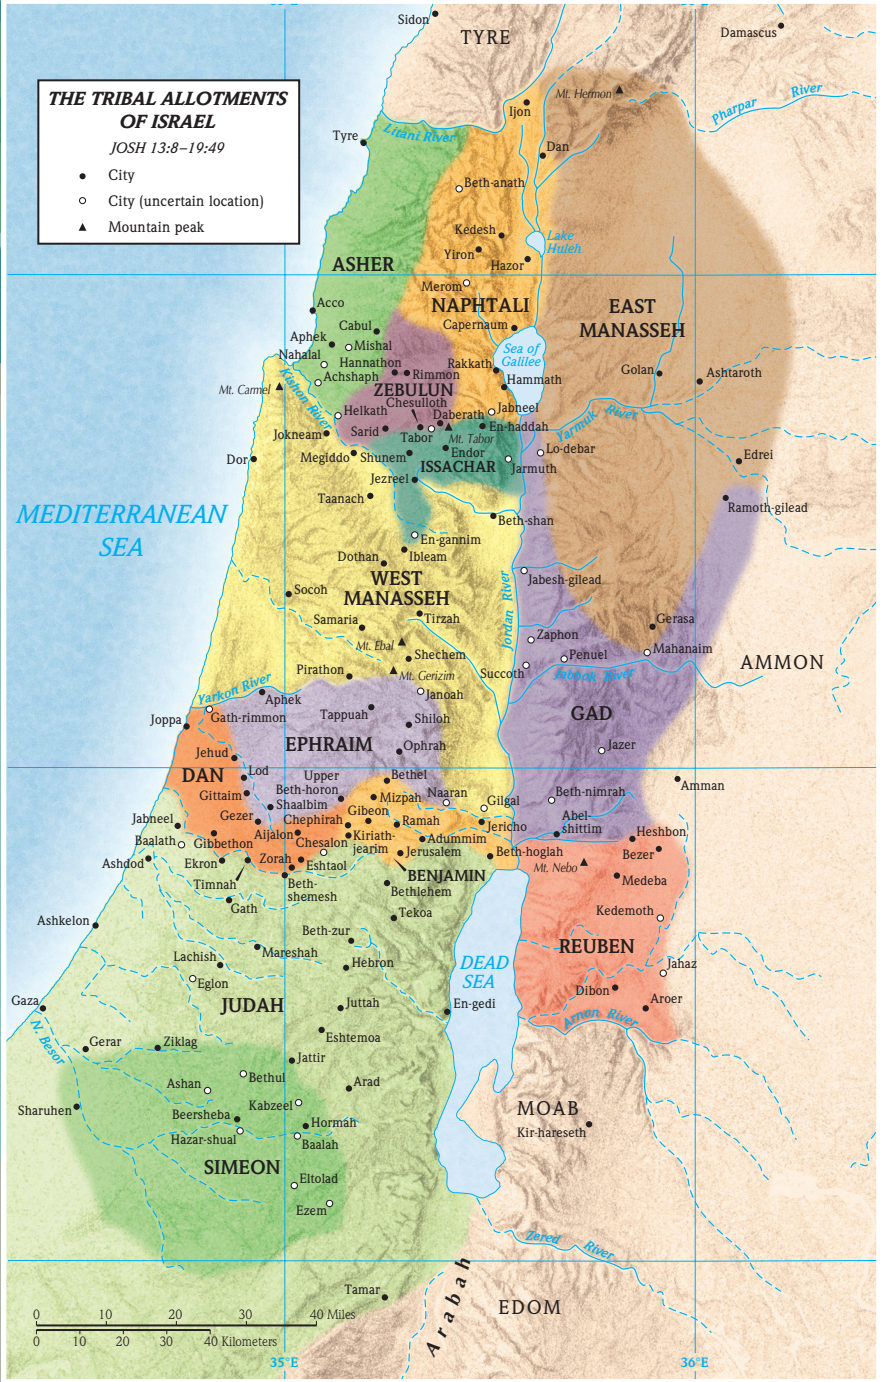 Sidon
TYRE
Damascus
THE TRIBAL ALLOTMENTS
OF ISRAEL
JOSH 13:8–19:49
City
City (uncertain location)
Mountain peak
Mt. Hermon
Pharpar River
Ijon
Tyre
Litani River
Dan
Beth-anath
Kedesh
Lake
Huleh
Yiron
Hazor
ASHER
Merom
NAPHTALI
EAST
MANASSEH
Acco
Cabul
Capernaum
Aphek
Mishal
Nahalal
Hannathon
Rakkath
Sea of
Galilee
Golan
Ashtaroth
Achshaph
Rimmon
Hammath
Mt. Carmel
Kishon River
ZEBULUN
Chesulloth
Helkath
Daberath
Jabneel
Yarmuk River
Jokneam
Sarid
Tabor
Mt. Tabor
En-haddah
Dor
Megiddo
Shunem
Endor
ISSACHAR
Jarmuth
Lo-debar
Edrei
Jezreel
Taanach
Ramoth-gilead
MEDITERRANEAN
SEA
Beth-shan
En-gannim
Dothan
Ibleam
WEST
MANASSEH
Jabesh-gilead
Socoh
Jordan River
Samaria
Tirzah
Gerasa
Mt. Ebal
Zaphon
Shechem
Penuel
Mahanaim
AMMON
Pirathon
Mt. Gerizim
Succoth
Jabbok River
Yarkon River
Aphek
Janoah
Joppa
Gath-rimmon
Tappuah
Shiloh
GAD
EPHRAIM
Ophrah
Jazer
Jehud
DAN
Lod
Upper
Beth-horon
Bethel
Amman
Gittaim
Shaalbim
Mizpah
Naaran
Gilgal
Beth-nimrah
Jabneel
Gezer
Chephirah
Gibeon
Ramah
Jericho
Abel-
shittim
Heshbon
Baalath
Gibbethon
Aijalon
Chesalon
Kiriath-
jearim
Adummim
Ashdod
Ekron
Zorah
Eshtaol
Jerusalem
Beth-hoglah
Bezer
Mt. Nebo
Timnah
Beth-
shemesh
BENJAMIN
Bethlehem
Medeba
Gath
Tekoa
Kedemoth
Ashkelon
Beth-zur
Mareshah
REUBEN
Lachish
Hebron
DEAD
SEA
Jahaz
Eglon
Dibon
Gaza
JUDAH
Juttah
En-gedi
Aroer
Arnon River
N. Besor
Eshtemoa
Gerar
Ziklag
Jattir
Bethul
Ashan
Arad
Sharuhen
Kabzeel
Beersheba
Hormah
MOAB
Kir-hareseth
Hazar-shual
Baalah
SIMEON
Eltolad
Ezem
Zered River
Arabah
Tamar
EDOM
0 10 20 30 40 Miles
0 10 20 30 40 Kilometers
35°E
36°E